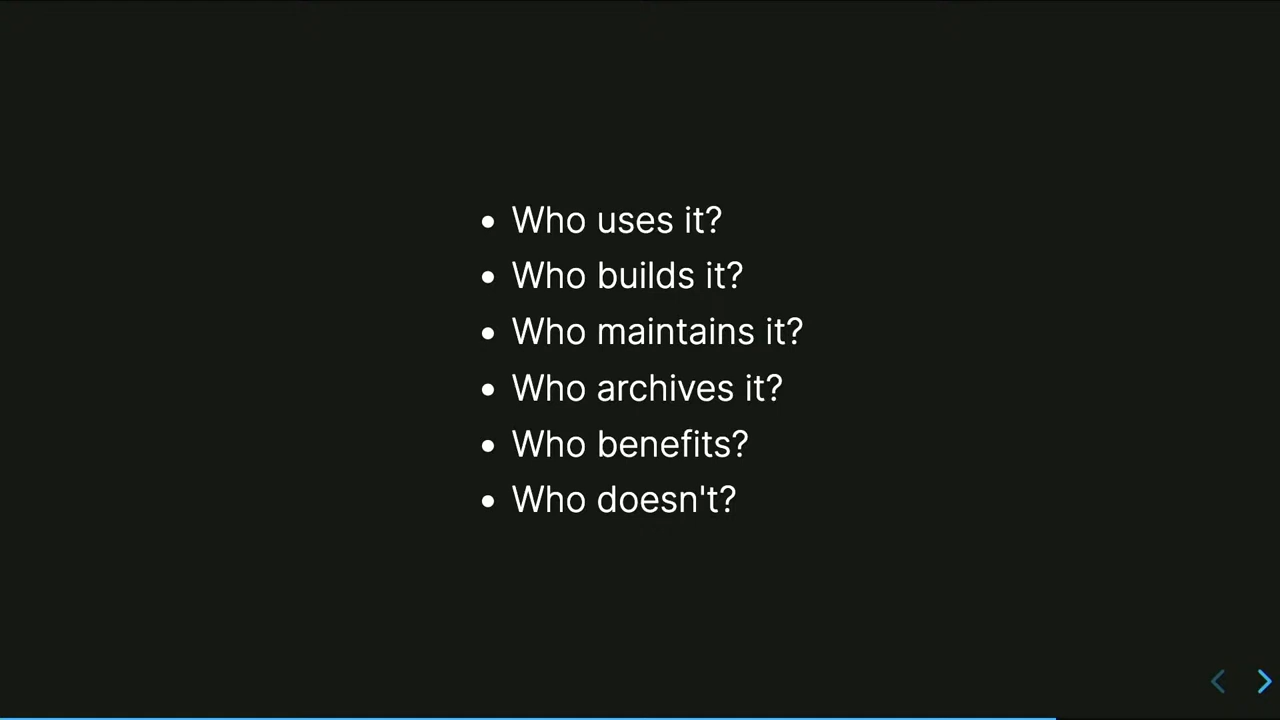 Who uses it?
Who builds it?
Who maintains it?
Who archives it?
Who benefits?
Who doesn't?